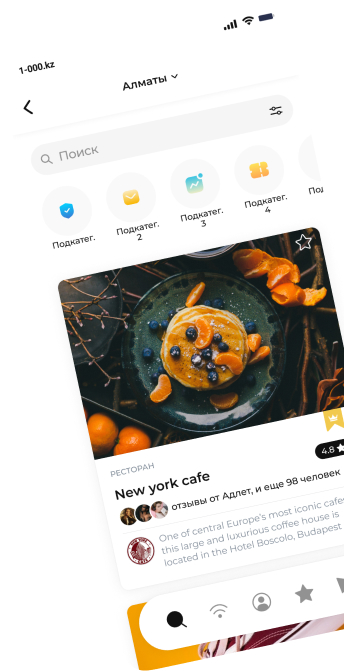 1-000.kz
Алматы
Поиск
Подкатег.
Подкатег.
2
Подкатег.
3
Подкатег.
4
РЕСТОРАН
New york cafe
4.8
отзывы от Адлет, и еще 98 человек
One of central Europe's most iconic cafes
this large and luxurious coffee house is
located in the Hotel Boscolo, Budapest